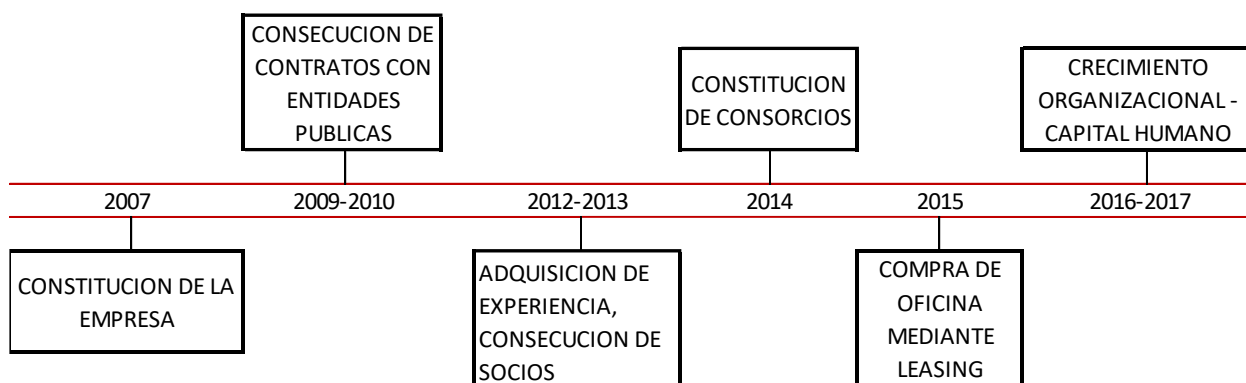 CONSECUCION DE
CONTRATOS CON
ENTIDADES
PUBLICAS
CONSTITUCION
DE CONSORCIOS
CRECIMIENTO
ORGANIZACIONAL -
CAPITAL HUMANO
2007 2009-2010 2012-2013 2014 2015 2016-2017
CONSTITUCION DE LA
EMPRESA
ADQUISICION DE
EXPERIENCIA,
CONSECUCION DE
SOCIOS
COMPRA DE
OFICINA
MEDIANTE
LEASING